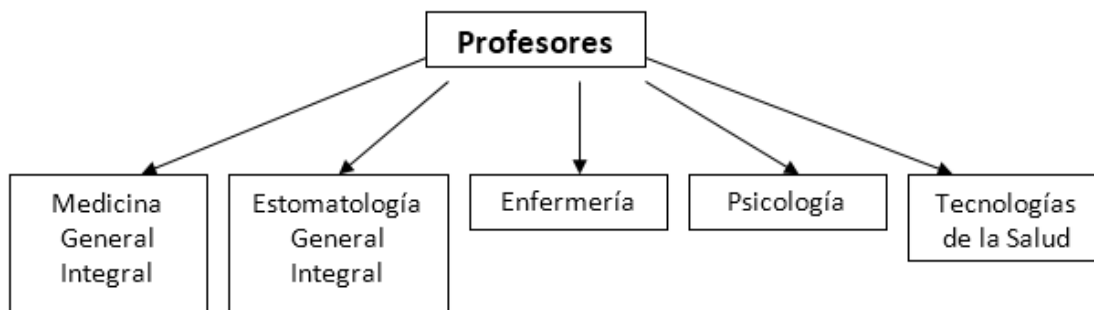 Profesores
Medicina
General
Integral
Estomatología
General
Integral
Enfermería
Psicología
Tecnologías
de la Salud